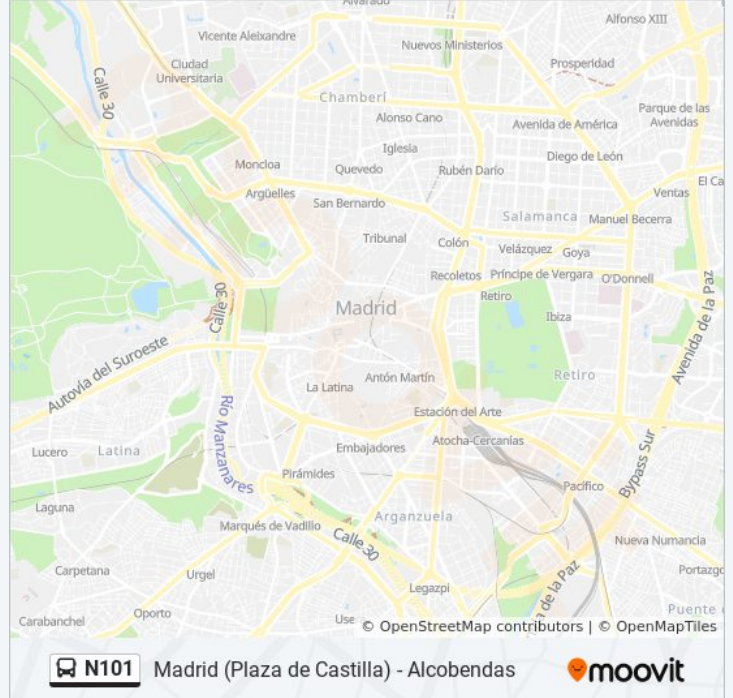 Alvarado
Alfonso XIII
Vicente Aleixandre
Nuevos Ministerios
Ciudad
Universitaria
Prosperidad
Calle 30
Chamberí
Parque de las
Avenidas
Alonso Cano
Avenida de América
Iglesia
Diego de León
Moncloa
Quevedo
Rubén Darío
El Ca
Argüelles
Ventas
San Bernardo
Salamanca
Manuel Becerra
Tribunal
Colón
Velázquez
Goya
Recoletos
Príncipe de Vergara
O'Donnell
Calle 30
Madrid
Retiro
Ibiza
Avenida de la Paz
Autovía del Suroeste
La Latina
Antón Martín
Retiro
Río Manzanares
Estación del Arte
Lucero
Latina
Embajadores
Atocha-Cercanías
Bypass Sur
Pirámides
Pacífico
Laguna
Marqués de Vadillo
Arganzuela
Calle 30
Nueva Numancia
Carpetana
Urgel
Portazgo
Legazpi
a de la Paz
Carabanchel
Oporto
Use
Puente
© OpenStreetMap contributors | © OpenMapTiles
N101 Madrid (Plaza de Castilla) - Alcobendas
moovit